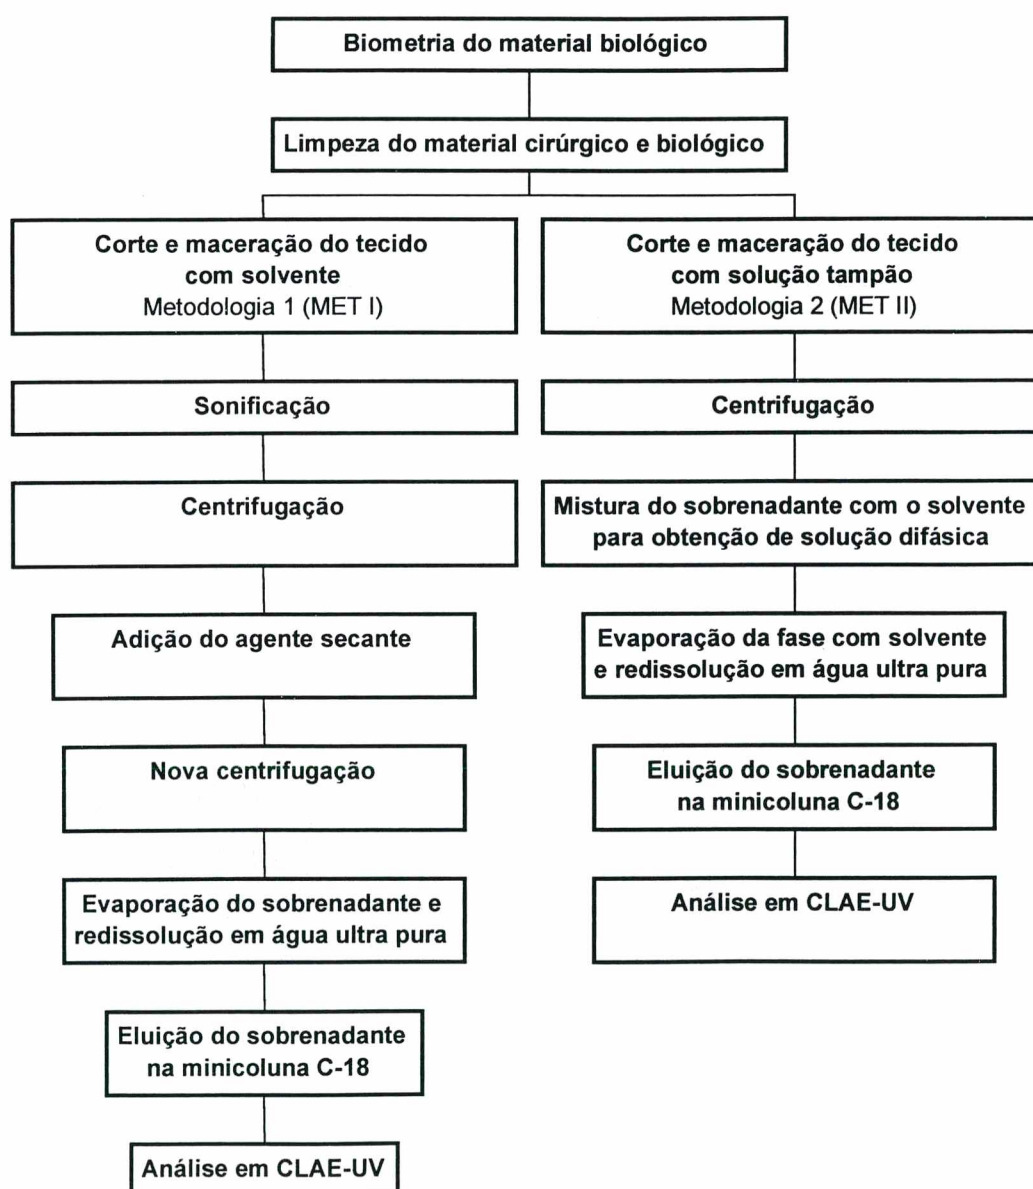 Biometria do material biológico
Limpeza do material cirúrgico e biológico
Corte e maceração do tecido
com solvente
Metodologia 1 (MET I)
Sonificação
Centrifugação
Adição do agente secante
Nova centrifugação
Evaporação do sobrenadante e
redissolução em água ultra pura
Eluição do sobrenadante
na minicoluna C-18
Análise em CLAE-UV
Corte e maceração do tecido
com solução tampão
Metodologia 2 (MET II)
Centrifugação
Mistura do sobrenadante com o solvente
para obtenção de solução difásica
Evaporação da fase com solvente
e redissolução em água ultra pura
Eluição do sobrenadante
na minicoluna C-18
Análise em CLAE-UV